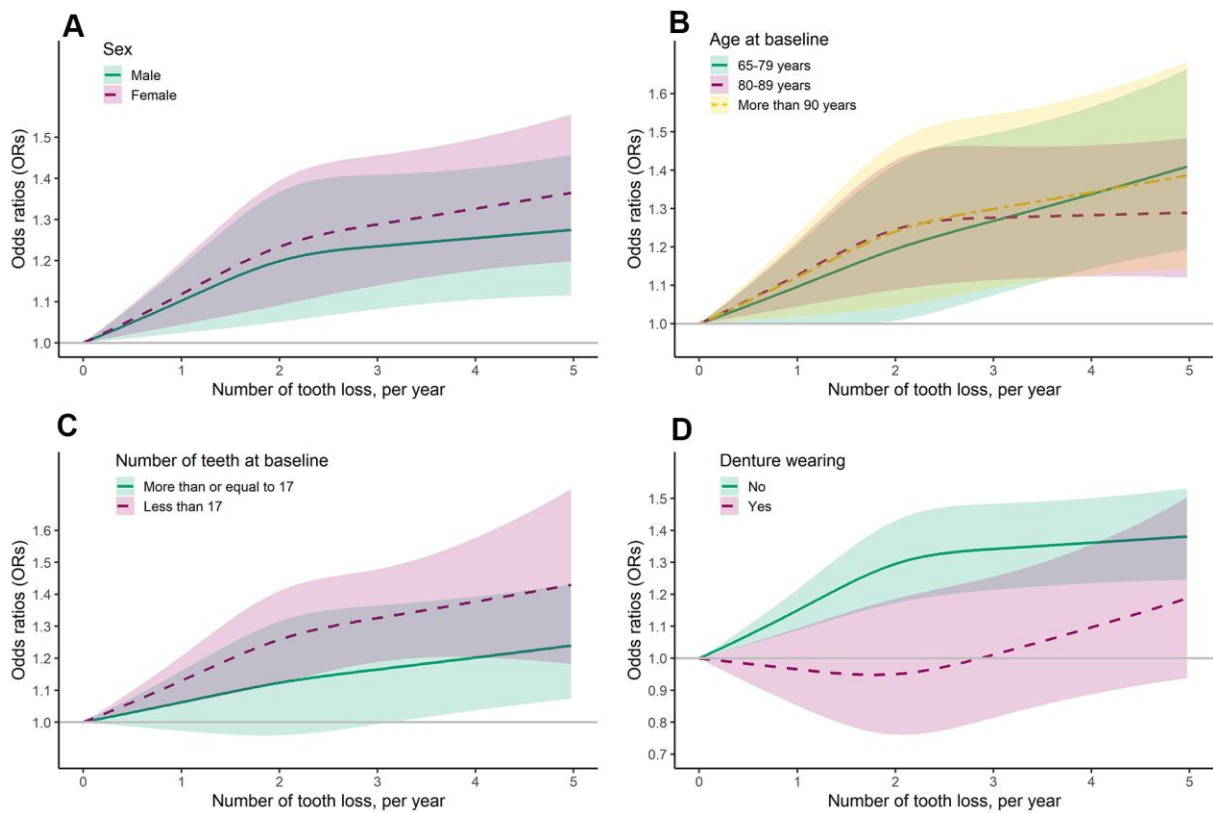 A
Sex
Male
Female
Odds ratios (ORs)
1.5
1.4
1.3
1.2
1.1
1.0
0 1 2 3 4 5
Number of tooth loss, per year
B
Age at baseline
65-79 years
80-89 years
More than 90 years
Odds ratios (ORs)
1.6
1.5
1.4
1.3
1.2
1.1
1.0
0 1 2 3 4 5
Number of tooth loss, per year
C
Number of teeth at baseline
More than or equal to 17
Less than 17
Odds ratios (ORs)
1.6
1.5
1.4
1.3
1.2
1.1
1.0
0 1 2 3 4 5
Number of tooth loss, per year
D
Denture wearing
No
Yes
Odds ratios (ORs)
1.5
1.4
1.3
1.2
1.1
1.0
0.9
0.8
0.7
0 1 2 3 4 5
Number of tooth loss, per year